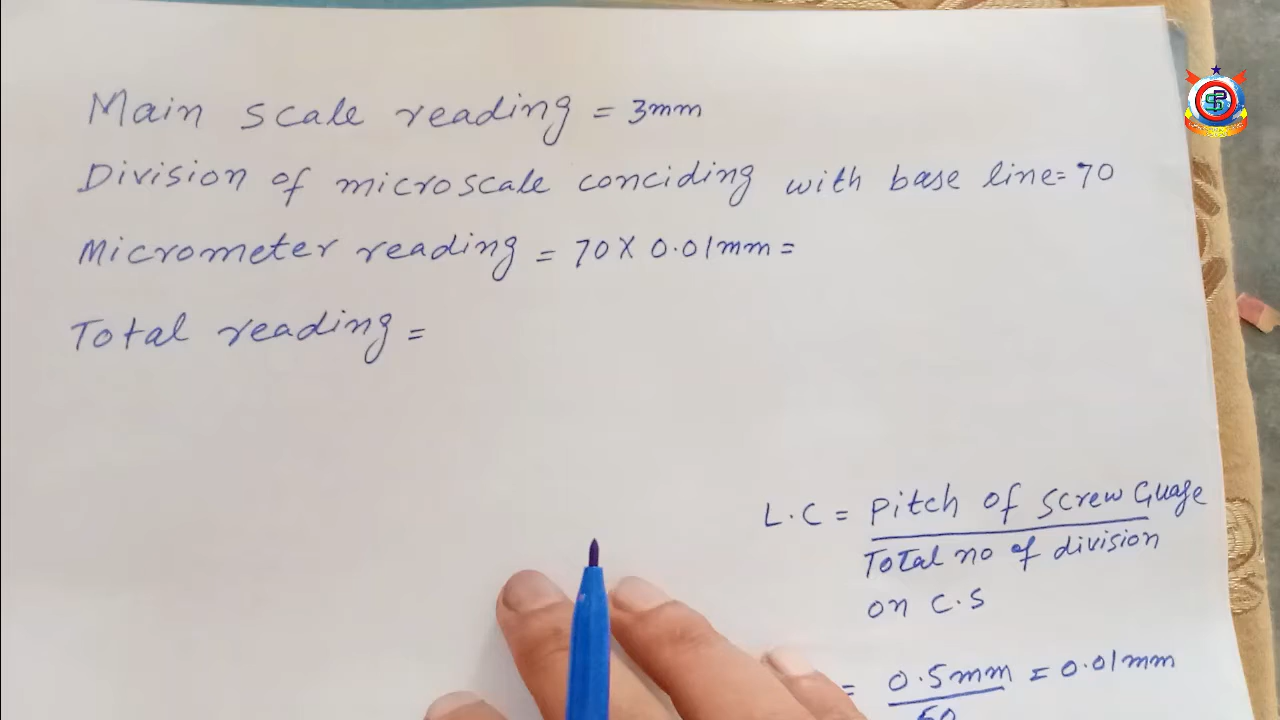 Main scale reading = 3mm
Division of microscale conciding with base line = 70
Micrometer reading = 70 X 0.01mm =
Total reading =
L.C = Pitch of screw Guage
Total no of division
on C.S
= 0.5mm = 0.01mm
50